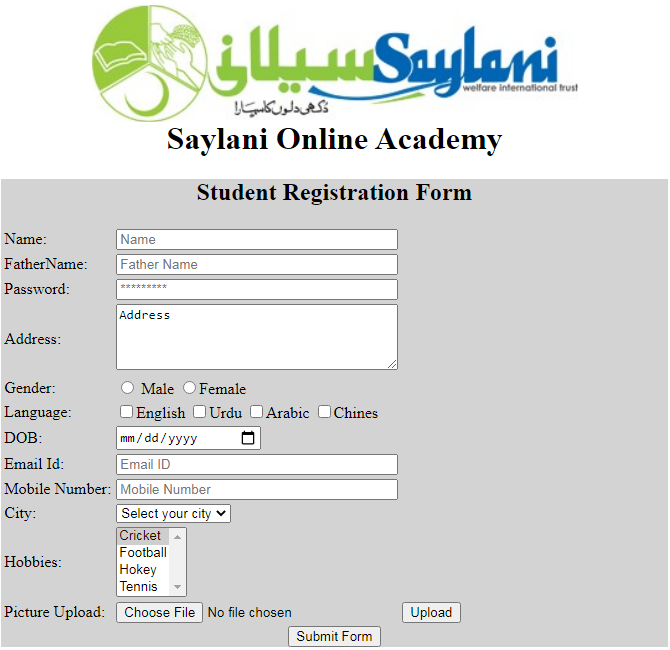 سیلانی Saylani
welfare international trust
دُکھی دلوں کا سہارا
Saylani Online Academy
Student Registration Form
Name: Name
FatherName: Father Name
Password: *********
Address: Address
Gender: Male Female
Language: English Urdu Arabic Chines
DOB: mm/dd/yyyy
Email Id: Email ID
Mobile Number: Mobile Number
City: Select your city
Hobbies: Cricket
Football
Hokey
Tennis
Picture Upload: Choose File No file chosen Upload
Submit Form